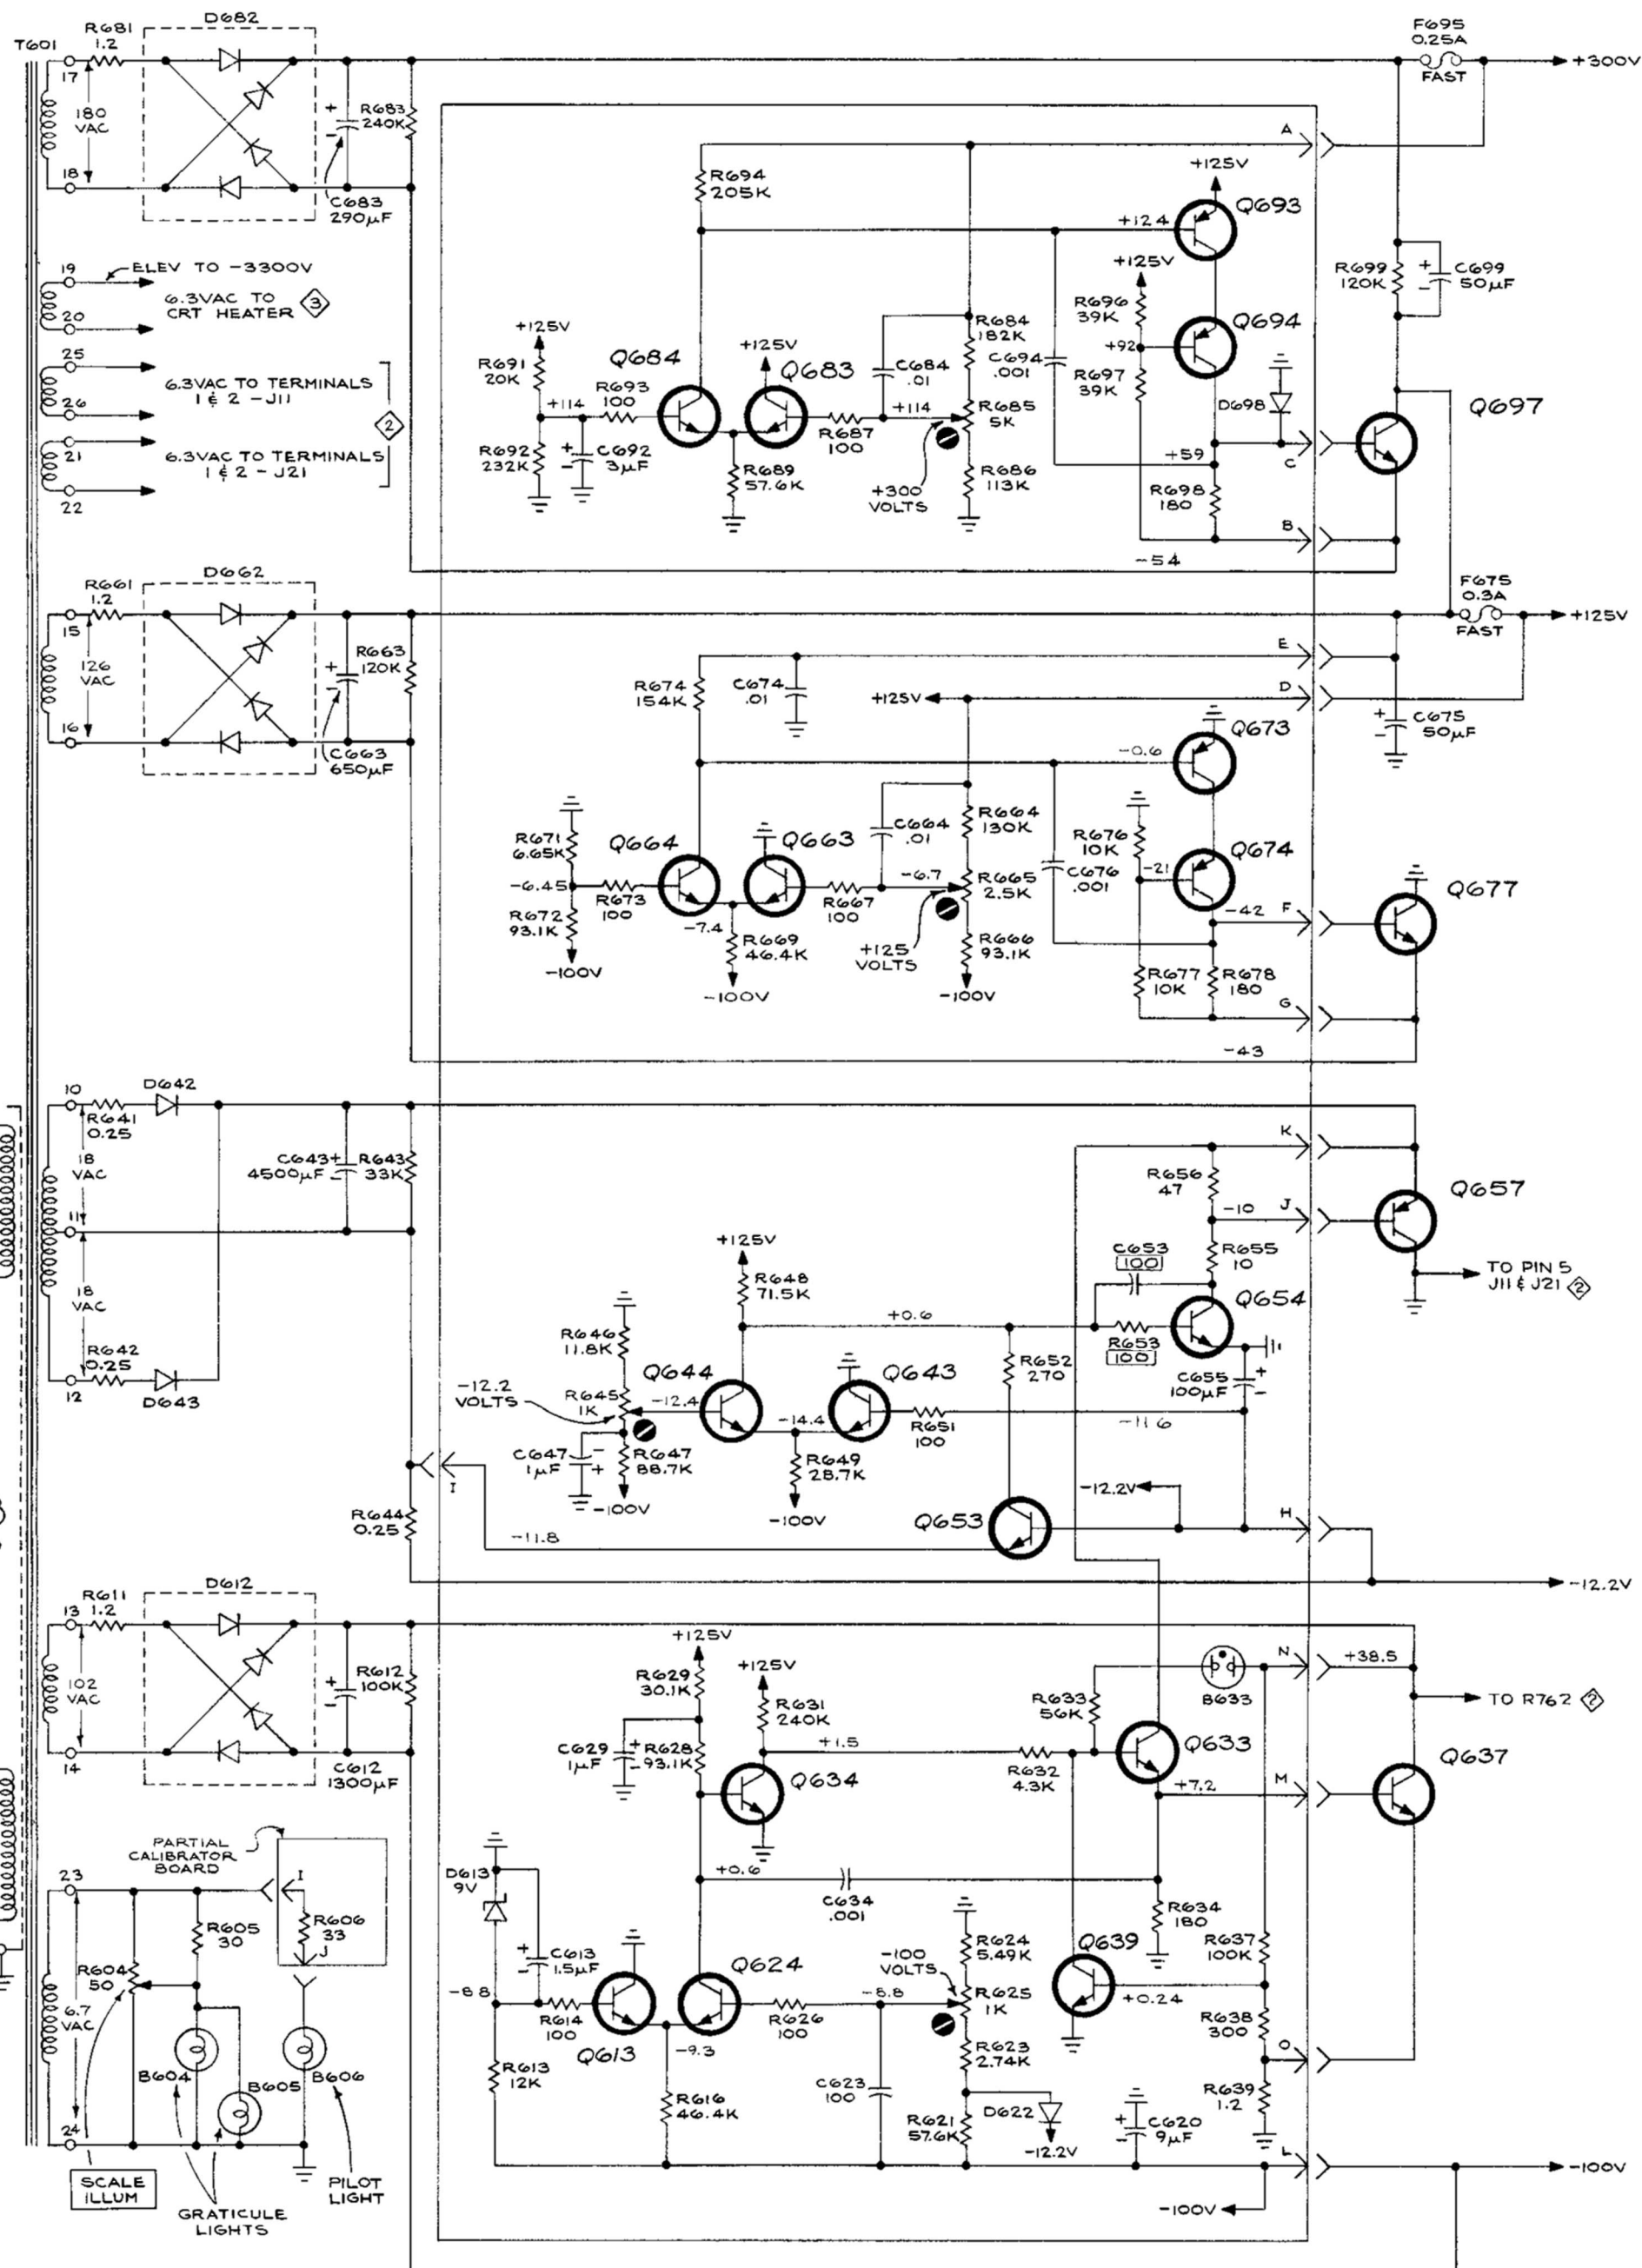 T601
R681
1.2
D682
17
180
VAC
18
+
-
R683
240K
C683
290µF
F695
0.25A
FAST
+300V
A
R694
205K
+125V
Q693
+124
+125V
R696
39K
+92
R697
39K
Q694
D698
R699
120K
+
-
C699
50µF
19
ELEV TO -3300V
6.3VAC TO
CRT HEATER
3
20
25
6.3VAC TO TERMINALS
1 & 2 - J11
26
2
21
6.3VAC TO TERMINALS
1 & 2 - J21
22
+125V
R691
20K
Q684
+125V
Q683
R693
100
+114
R692
232K
+
-
C692
3µF
R689
57.6K
R687
100
C684
.01
+114
R684
182K
C694
.001
R685
5K
+300
VOLTS
R686
113K
Q697
+59
C
R698
180
B
-54
R661
1.2
D662
15
126
VAC
16
+
-
R663
120K
C663
650µF
F675
0.3A
FAST
+125V
E
D
R674
154K
C674
.01
+125V
+
-
C675
50µF
Q673
-0.6
R671
6.65K
Q664
Q663
C664
.01
R664
130K
R676
10K
Q674
-21
C676
.001
-6.45
R673
100
R672
93.1K
-100V
-7.4
R669
46.4K
-100V
R667
100
-6.7
R665
2.5K
+125
VOLTS
R666
93.1K
-100V
-42
F
Q677
R677
10K
R678
180
G
-43
10
D642
R641
0.25
18
VAC
11
18
VAC
R642
0.25
12
D643
C643
4500µF
+
-
R643
33K
K
R656
47
-10
J
Q657
R655
10
C653
100
TO PIN 5
J11 & J21
2
+125V
R648
71.5K
+0.6
R653
100
Q654
R646
11.8K
Q644
Q643
R652
270
C655
100µF
+
-
-12.2
VOLTS
R645
1K
-12.4
-14.4
R651
100
-11.6
C647
1µF
-
+
R647
88.7K
-100V
R649
28.7K
-100V
I
R644
0.25
-11.8
Q653
-12.2V
H
-12.2V
R611
1.2
D612
13
102
VAC
14
+
-
R612
100K
C612
1300µF
+125V
R629
30.1K
+125V
R631
240K
C629
1µF
+
-
R628
93.1K
+1.5
Q634
R632
4.3K
R633
56K
B633
N
+38.5
TO R762
2
Q633
+7.2
M
Q637
PARTIAL
CALIBRATOR
BOARD
23
I
R605
30
R606
33
J
R604
50
6.7
VAC
24
B604
B605
B606
SCALE
ILLUM
GRATICULE
LIGHTS
PILOT
LIGHT
D613
9V
+0.6
C634
.001
R634
180
+
-
C613
1.5µF
Q624
-100
VOLTS
R624
5.49K
Q639
R637
100K
-8.8
R614
100
Q613
R626
100
-8.8
R625
1K
+0.24
R638
300
-9.3
R613
12K
R616
46.4K
C623
100
R623
2.74K
O
R621
57.6K
D622
-12.2V
+
-
C620
9µF
R639
1.2
L
-100V
-100V